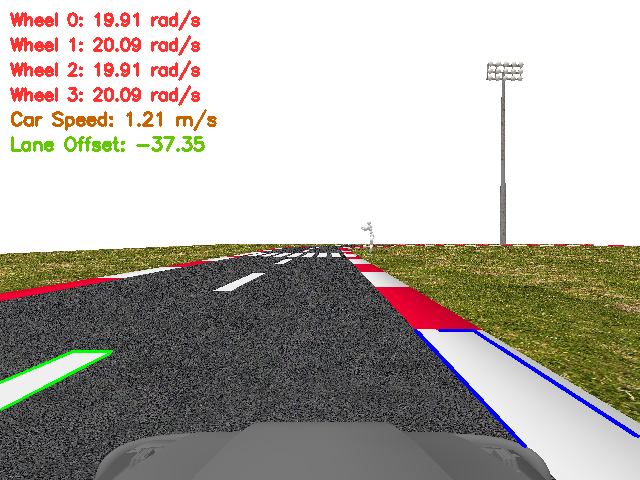 Wheel 0: 19.91 rad/s
Wheel 1: 20.09 rad/s
Wheel 2: 19.91 rad/s
Wheel 3: 20.09 rad/s
Car Speed: 1.21 m/s
Lane Offset: -37.35